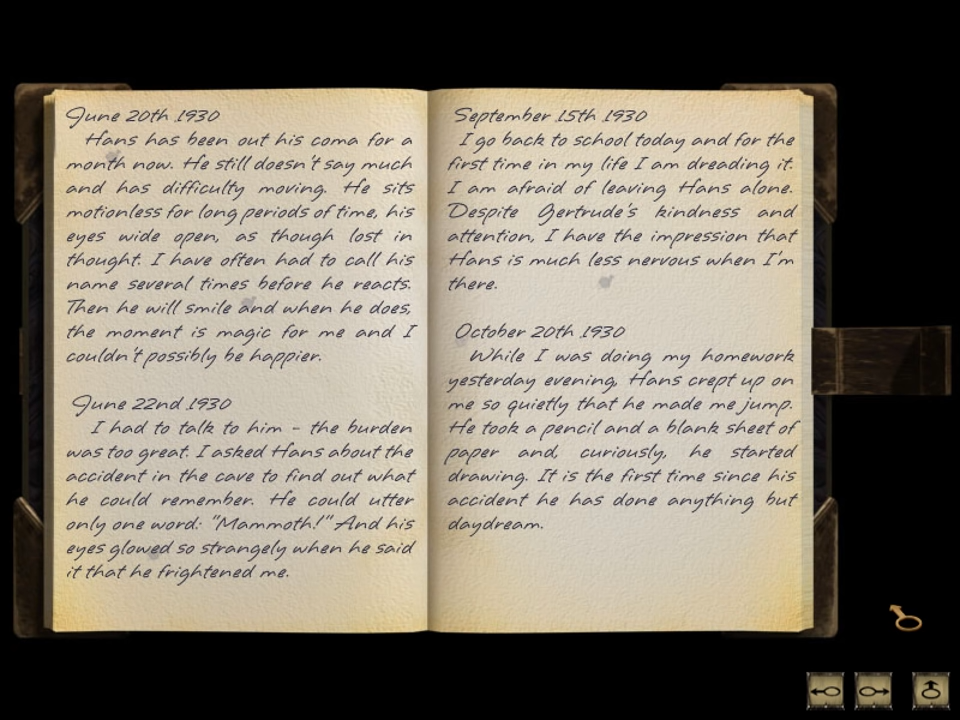 June 20th 1930
Hans has been out his coma for a
month now. He still doesn't say much
and has difficulty moving. He sits
motionless for long periods of time, his
eyes wide open, as though lost in
thought. I have often had to call his
name several times before he reacts.
Then he will smile and when he does,
the moment is magic for me and I
couldn't possibly be happier.
June 22nd 1930
I had to talk to him - the burden
was too great. I asked Hans about the
accident in the cave to find out what
he could remember. He could utter
only one word: "Mammoth!" And his
eyes glowed so strangely when he said
it that he frightened me.
September 15th 1930
I go back to school today and for the
first time in my life I am dreading it.
I am afraid of leaving Hans alone.
Despite Gertrude's kindness and
attention, I have the impression that
Hans is much less nervous when I'm
there.
October 20th 1930
While I was doing my homework
yesterday evening, Hans crept up on
me so quietly that he made me jump.
He took a pencil and a blank sheet of
paper and, curiously, he started
drawing. It is the first time since his
accident he has done anything but
daydream.